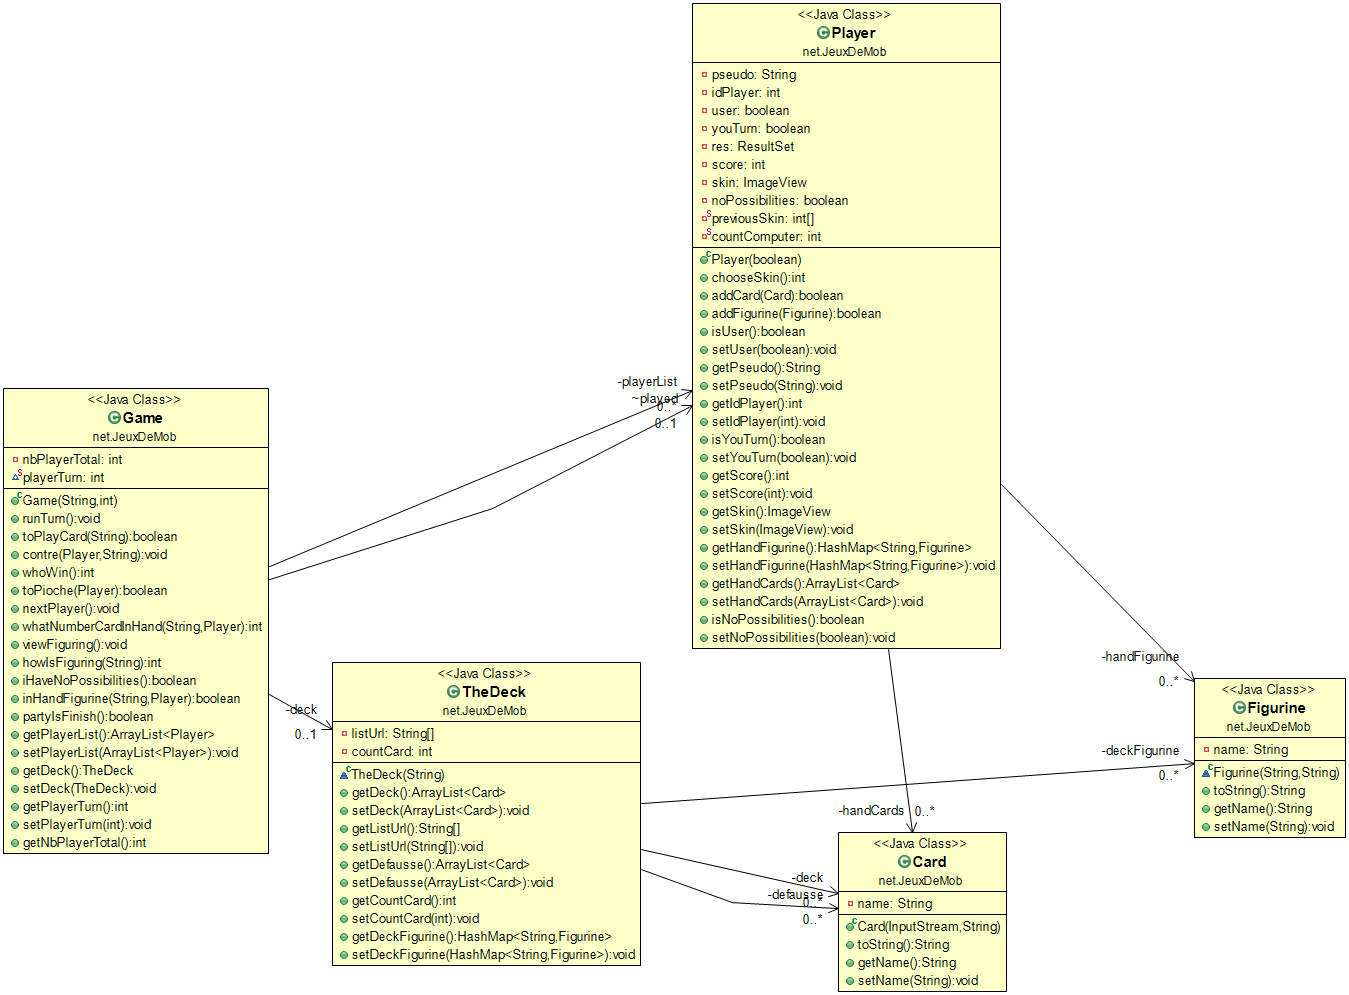 <<Java Class>>
Player
net.JeuxDeMob
pseudo: String
idPlayer: int
user: boolean
youTurn: boolean
res: ResultSet
score: int
skin: ImageView
noPossibilities: boolean
previousSkin: int[]
countComputer: int
Player(boolean)
chooseSkin():int
addCard(Card):boolean
addFigurine(Figurine):boolean
isUser():boolean
setUser(boolean):void
getPseudo():String
setPseudo(String):void
getIdPlayer():int
setIdPlayer(int):void
isYouTurn():boolean
setYouTurn(boolean):void
getScore():int
setScore(int):void
getSkin():ImageView
setSkin(ImageView):void
getHandFigurine():HashMap<String,Figurine>
setHandFigurine(HashMap<String,Figurine>):void
getHandCards():ArrayList<Card>
setHandCards(ArrayList<Card>):void
isNoPossibilities():boolean
setNoPossibilities(boolean):void
-playerList
~played
0..*
0..1
<<Java Class>>
Game
net.JeuxDeMob
nbPlayerTotal: int
playerTurn: int
Game(String,int)
runTurn():void
toPlayCard(String):boolean
contre(Player,String):void
whoWin():int
toPioche(Player):boolean
nextPlayer():void
whatNumberCardInHand(String,Player):int
viewFiguring():void
howIsFiguring(String):int
iHaveNoPossibilities():boolean
inHandFigurine(String,Player):boolean
partyIsFinish():boolean
getPlayerList():ArrayList<Player>
setPlayerList(ArrayList<Player>):void
getDeck():TheDeck
setDeck(TheDeck):void
getPlayerTurn():int
setPlayerTurn(int):void
getNbPlayerTotal():int
-deck
0..1
<<Java Class>>
TheDeck
net.JeuxDeMob
listUrl: String[]
countCard: int
TheDeck(String)
getDeck():ArrayList<Card>
setDeck(ArrayList<Card>):void
getListUrl():String[]
setListUrl(String[]):void
getDefausse():ArrayList<Card>
setDefausse(ArrayList<Card>):void
getCountCard():int
setCountCard(int):void
getDeckFigurine():HashMap<String,Figurine>
setDeckFigurine(HashMap<String,Figurine>):void
-handFigurine
0..*
-deckFigurine
0..*
<<Java Class>>
Figurine
net.JeuxDeMob
name: String
Figurine(String,String)
toString():String
getName():String
setName(String):void
-handCards 0..*
-deck
-defausse
0..*
0..*
<<Java Class>>
Card
net.JeuxDeMob
name: String
Card(InputStream,String)
toString():String
getName():String
setName(String):void